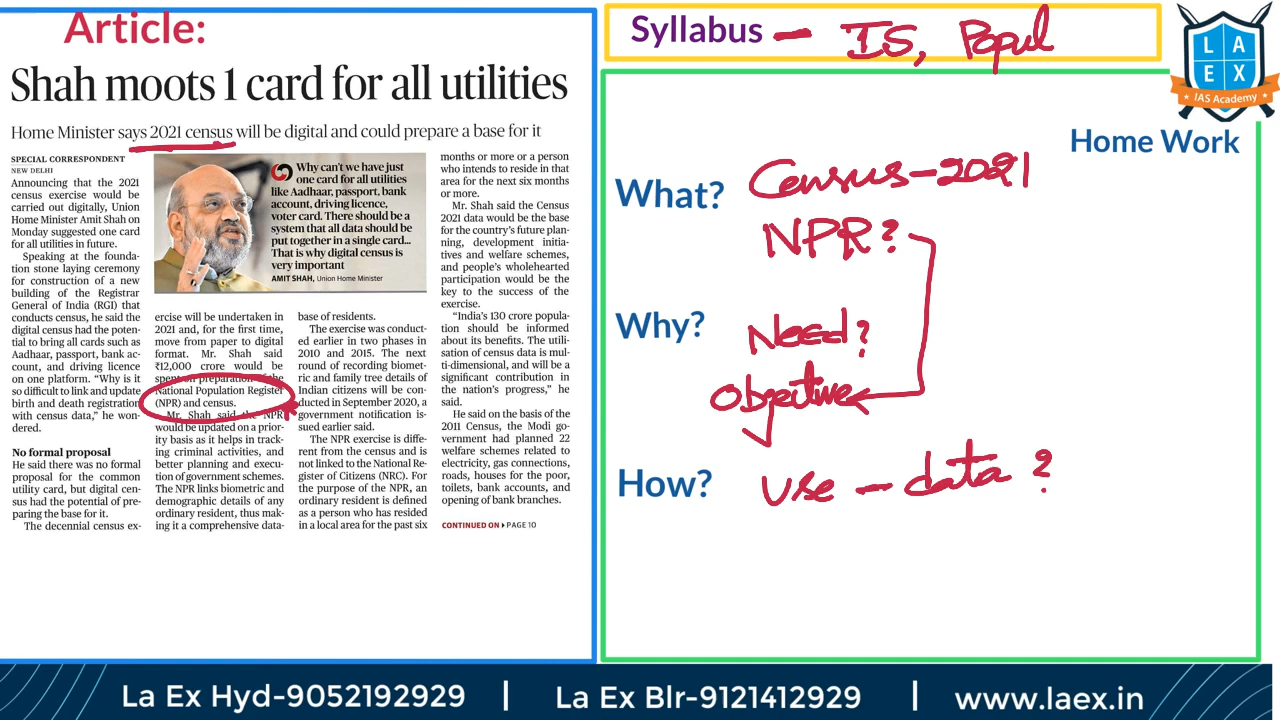 Article:
Shah moots 1 card for all utilities
Home Minister says 2021 census will be digital and could prepare a base for it
SPECIAL CORRESPONDENT
NEW DELHI
Announcing that the 2021
census exercise would be
carried out digitally, Union
Home Minister Amit Shah on
Monday suggested one card
for all utilities in future.
Speaking at the founda-
tion stone laying ceremony
for construction of a new
building of the Registrar
General of India (RGI) that
conducts census, he said the
digital census had the poten-
tial to bring all cards such as
Aadhaar, passport, bank ac-
count, and driving licence
on one platform. “Why is it
so difficult to link and update
birth and death registration
with census data,” he won-
dered.
No formal proposal
He said there was no formal
proposal for the common
utility card, but digital cen-
sus had the potential of pre-
paring the base for it.
The decennial census ex-
Why can't we have just
one card for all utilities
like Aadhaar, passport, bank
account, driving licence,
voter card. There should be a
system that all data should be
put together in a single card...
That is why digital census is
very important
AMIT SHAH, Union Home Minister
ercise will be undertaken in
2021 and, for the first time,
move from paper to digital
format. Mr. Shah said
₹12,000 crore would be
spent on preparation of the
National Population Register
(NPR) and census.
Mr. Shah said the NPR
would be updated on a prior-
ity basis as it helps in track-
ing criminal activities, and
better planning and execu-
tion of government schemes.
The NPR links biometric and
demographic details of any
ordinary resident, thus mak-
ing it a comprehensive data-
base of residents.
The exercise was conduct-
ed earlier in two phases in
2010 and 2015. The next
round of recording biomet-
ric and family tree details of
Indian citizens will be con-
ducted in September 2020, a
government notification is-
sued earlier said.
The NPR exercise is diffe-
rent from the census and is
not linked to the National Re-
gister of Citizens (NRC). For
the purpose of the NPR, an
ordinary resident is defined
as a person who has resided
in a local area for the past six
months or more or a person
who intends to reside in that
area for the next six months
or more.
Mr. Shah said the Census
2021 data would be the base
for the country's future plan-
ning, development initia-
tives and welfare schemes,
and people's wholehearted
participation would be the
key to the success of the
exercise.
“India's 130 crore popula-
tion should be informed
about its benefits. The utili-
sation of census data is mul-
ti-dimensional, and will be a
significant contribution in
the nation's progress,” he
said.
He said on the basis of the
2011 Census, the Modi go-
vernment had planned 22
welfare schemes related to
electricity, gas connections,
roads, houses for the poor,
toilets, bank accounts, and
opening of bank branches.
CONTINUED ON PAGE 10
Syllabus - IS, Popul
LA
EX
IAS Academy
Home Work
What? Census-2021
NPR?
Why? Need?
Objective
How? use - data?
La Ex Hyd-9052192929 | La Ex Blr-9121412929 | www.laex.in